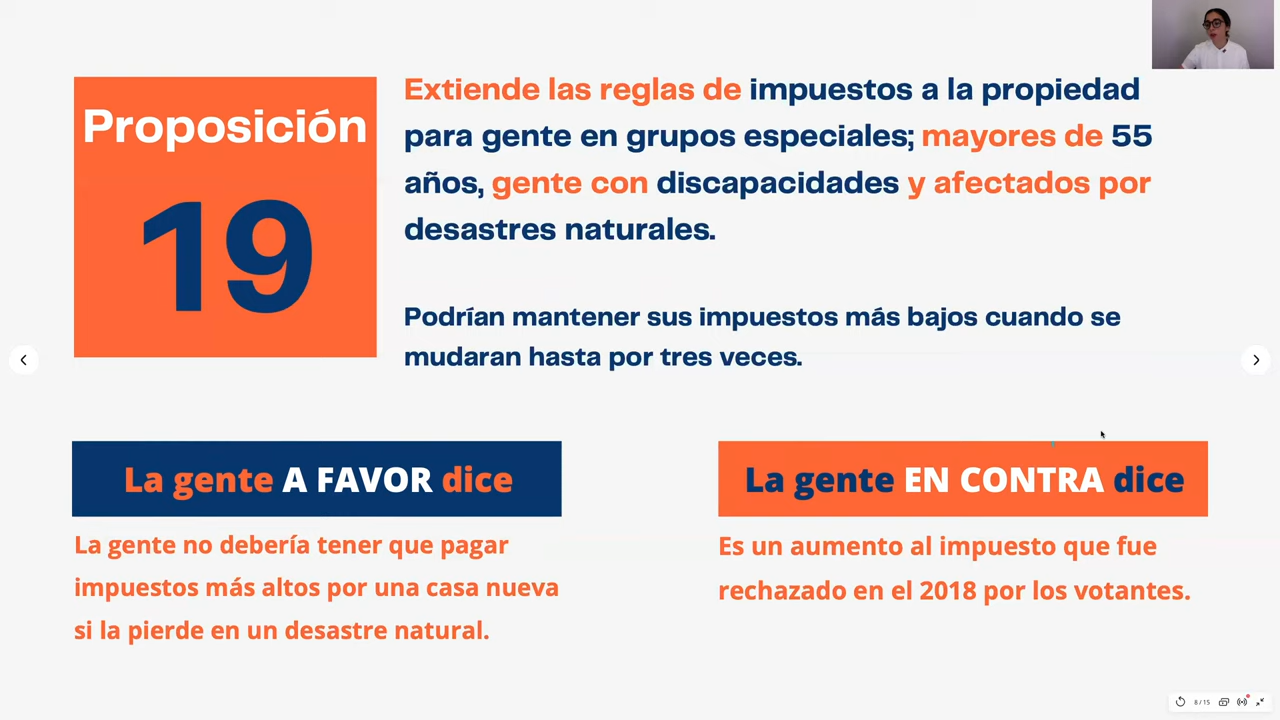 Proposición
19
Extiende las reglas de impuestos a la propiedad
para gente en grupos especiales; mayores de 55
años, gente con discapacidades y afectados por
desastres naturales.
Podrían mantener sus impuestos más bajos cuando se
mudaran hasta por tres veces.
La gente A FAVOR dice
La gente no debería tener que pagar
impuestos más altos por una casa nueva
si la pierde en un desastre natural.
La gente EN CONTRA dice
Es un aumento al impuesto que fue
rechazado en el 2018 por los votantes.
8/15